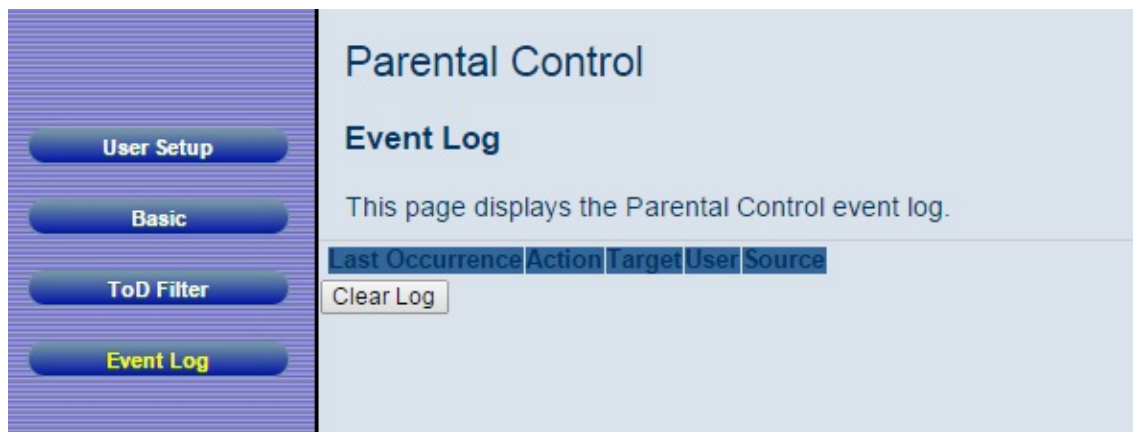 User Setup
Basic
ToD Filter
Event Log
Parental Control
Event Log
This page displays the Parental Control event log.
Last Occurrence Action Target User Source
Clear Log